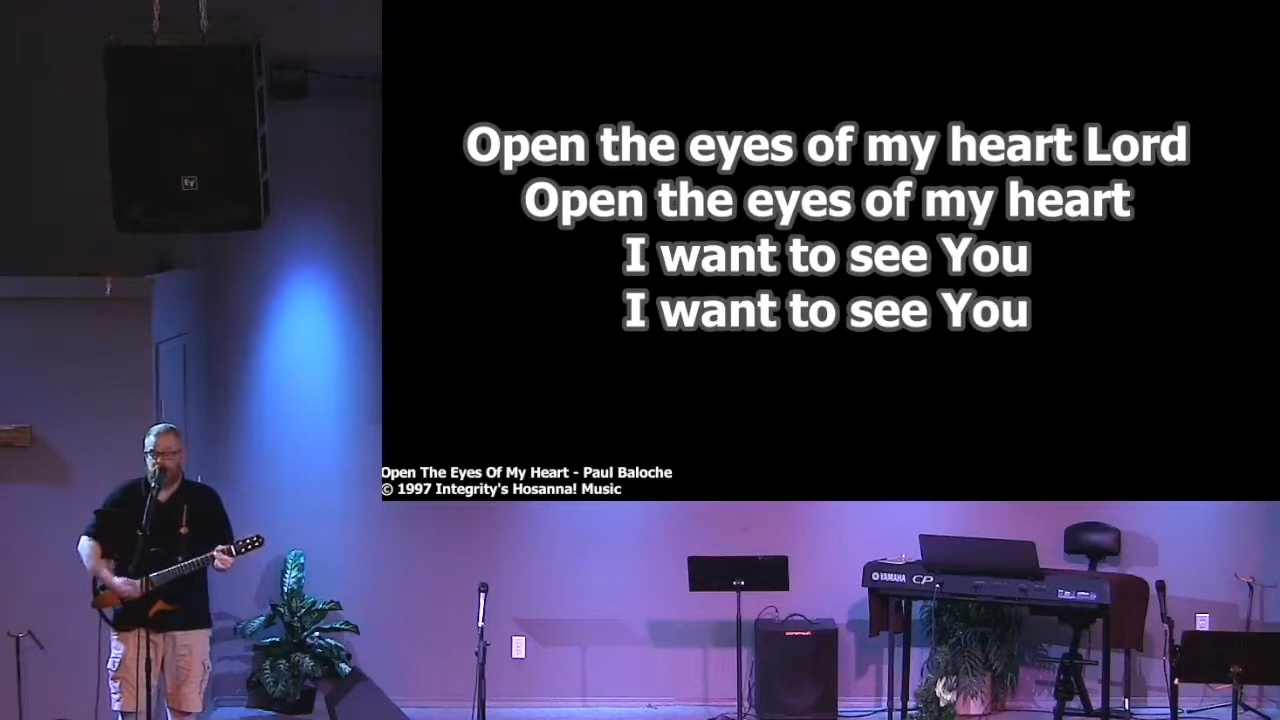 Open the eyes of my heart Lord
Open the eyes of my heart
I want to see You
I want to see You
Open The Eyes Of My Heart - Paul Baloche
© 1997 Integrity's Hosanna! Music
YAMAHA CP
EV